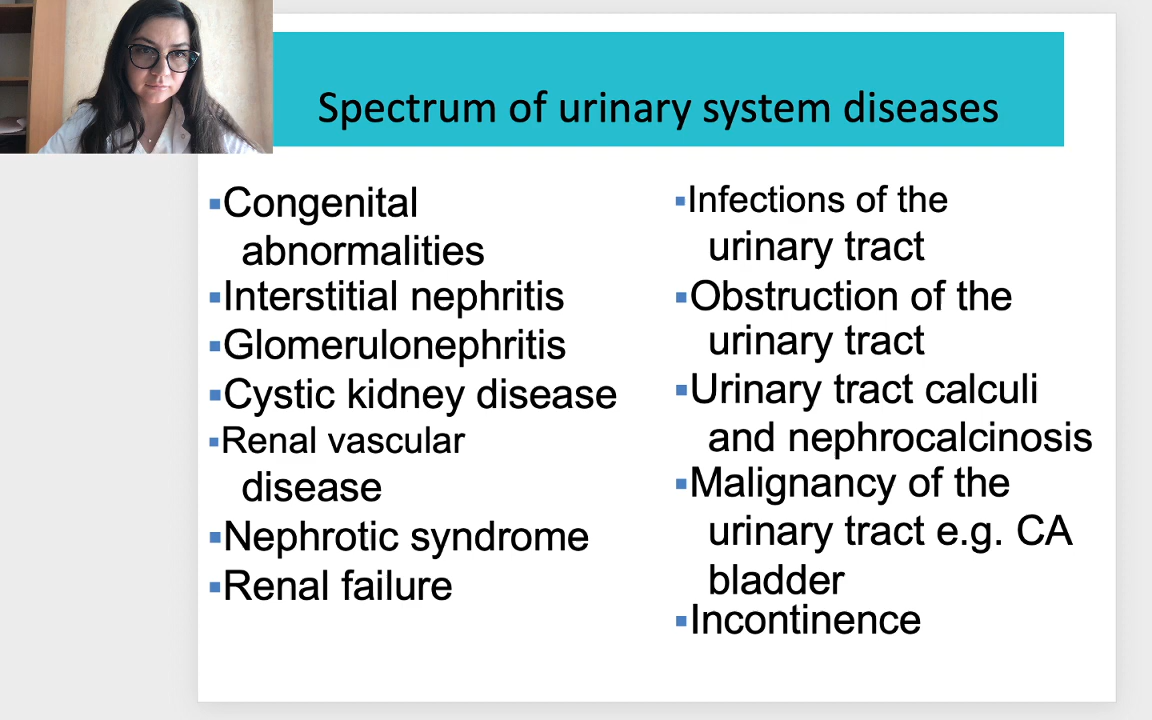 Spectrum of urinary system diseases
▪Congenital
abnormalities
▪Interstitial nephritis
▪Glomerulonephritis
▪Cystic kidney disease
▪Renal vascular
disease
▪Nephrotic syndrome
▪Renal failure
▪Infections of the
urinary tract
▪Obstruction of the
urinary tract
▪Urinary tract calculi
and nephrocalcinosis
▪Malignancy of the
urinary tract e.g. CA
bladder
▪Incontinence